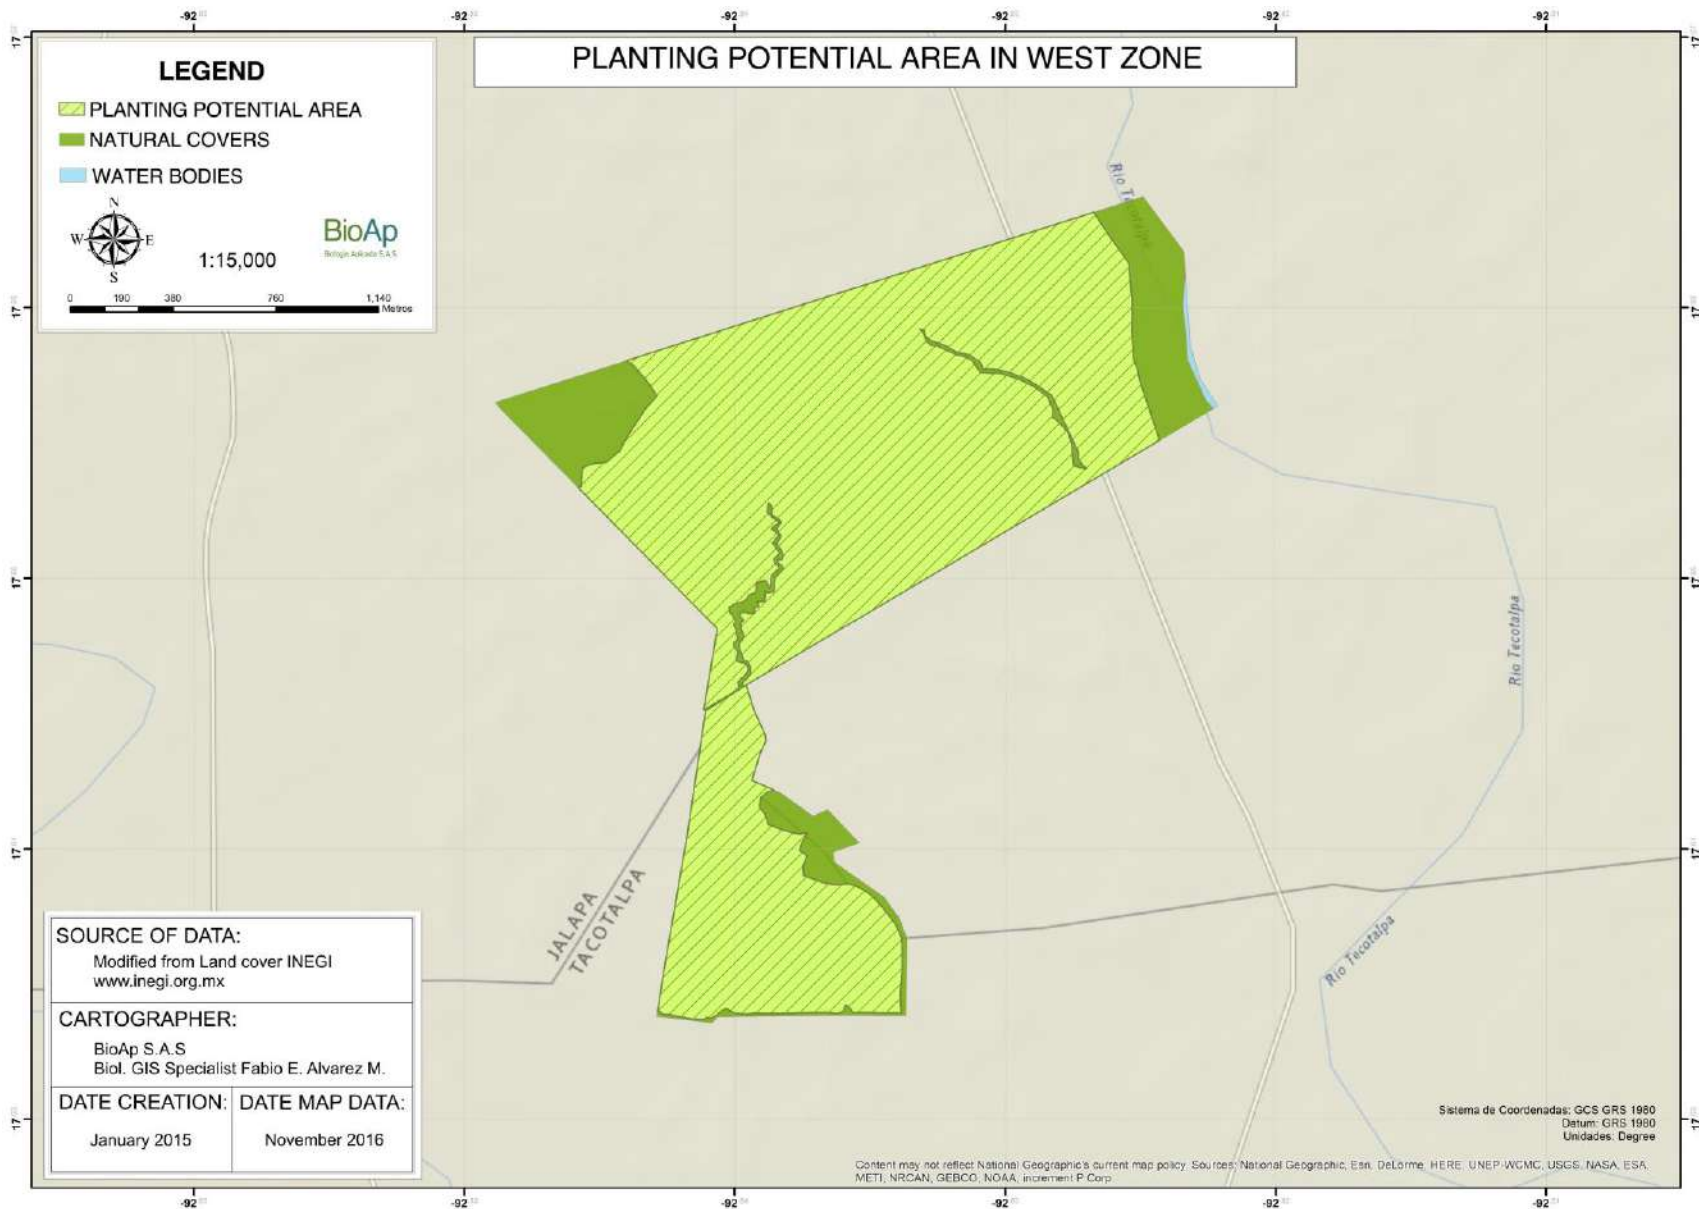 PLANTING POTENTIAL AREA IN WEST ZONE
LEGEND
PLANTING POTENTIAL AREA
NATURAL COVERS
WATER BODIES
N
W E
S
1:15,000
BioAp
Biología Aplicada S.A.S
0 190 380 760 1,140
Metros
Rio Tecotalpa
Rio Tecotalpa
Rio Tecotalpa
JALAPA
TACOTALPA
SOURCE OF DATA:
Modified from Land cover INEGI
www.inegi.org.mx
CARTOGRAPHER:
BioAp S.A.S
Biol. GIS Specialist Fabio E. Alvarez M.
DATE CREATION: DATE MAP DATA:
January 2015 November 2016
Sistema de Coordenadas: GCS GRS 1980
Datum: GRS 1980
Unidades: Degree
Content may not reflect National Geographic's current map policy. Sources: National Geographic, Esri, DeLorme, HERE, UNEP-WCMC, USGS, NASA, ESA,
METI, NRCAN, GEBCO, NOAA, increment P Corp.